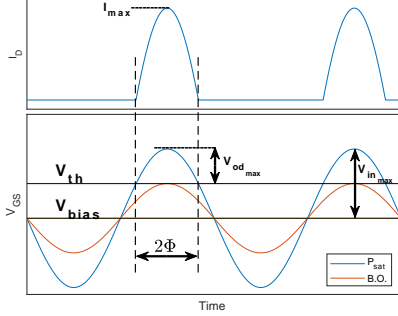 I_max
I_D
V_th
V_od_max
V_in_max
V_bias
V_GS
2Φ
P_sat
B.O.
Time